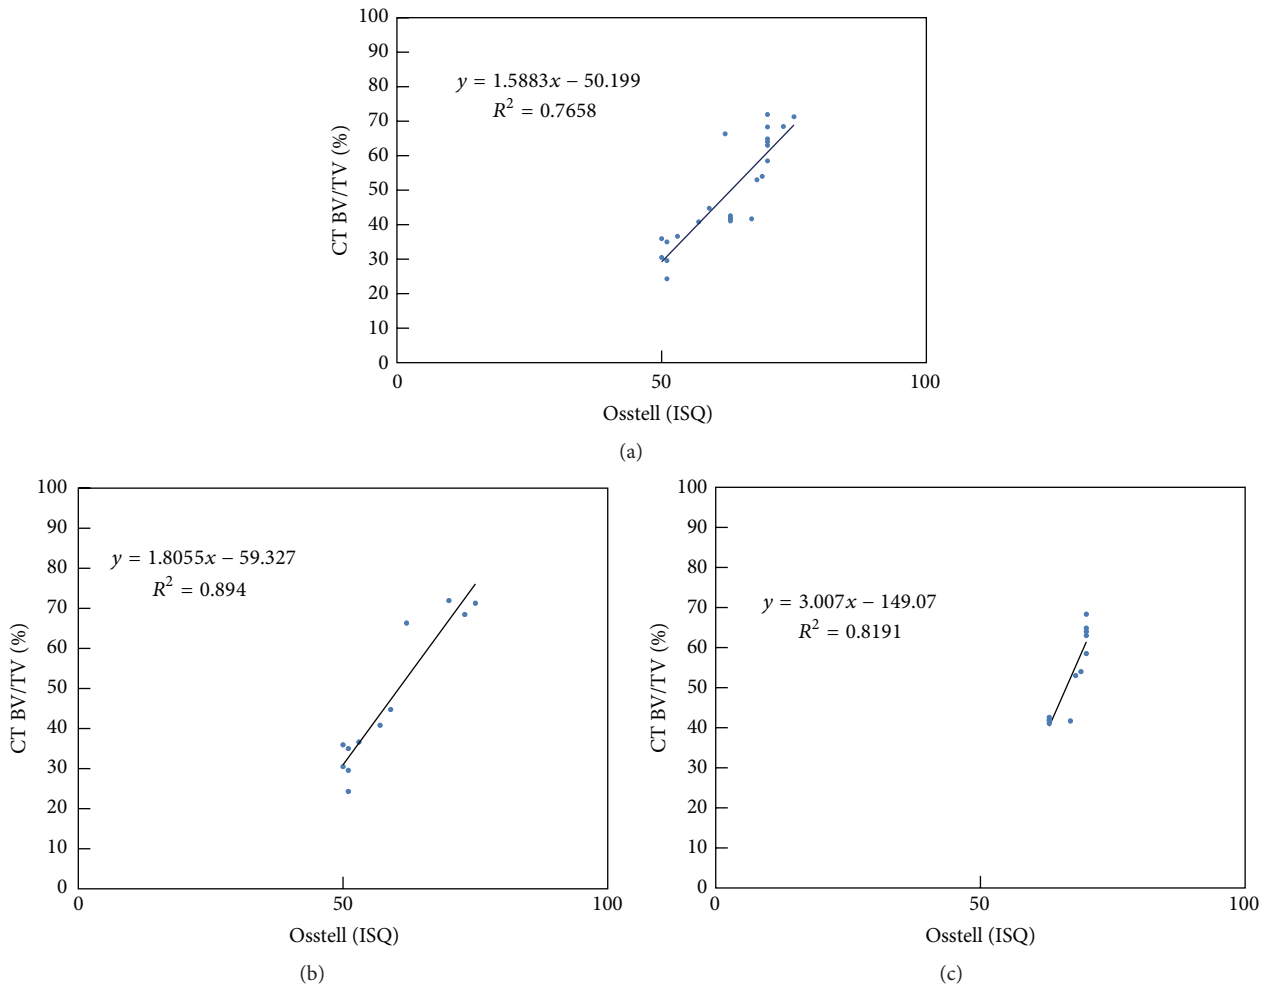 100
90
80
70
60
50
40
30
20
10
0
CT BV/TV (%)
y = 1.5883x − 50.199
R² = 0.7658
0 50 100
Osstell (ISQ)
(a)
100
90
80
70
60
50
40
30
20
10
0
CT BV/TV (%)
y = 1.8055x − 59.327
R² = 0.894
0 50 100
Osstell (ISQ)
(b)
100
90
80
70
60
50
40
30
20
10
0
CT BV/TV (%)
y = 3.007x − 149.07
R² = 0.8191
0 50 100
Osstell (ISQ)
(c)